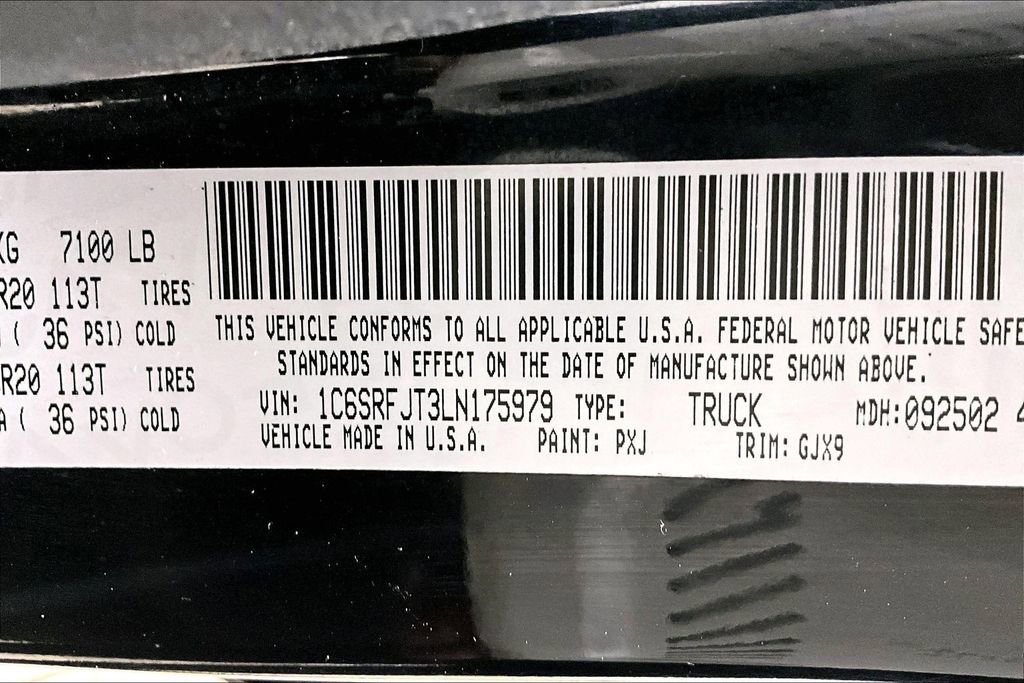 KG 7100 LB
R20 113T TIRES
( 36 PSI) COLD
R20 113T TIRES
A ( 36 PSI) COLD
THIS VEHICLE CONFORMS TO ALL APPLICABLE U.S.A. FEDERAL MOTOR VEHICLE SAFE
STANDARDS IN EFFECT ON THE DATE OF MANUFACTURE SHOWN ABOVE.
VIN: 1C6SRFJT3LN175979 TYPE: TRUCK MDH:092502 4
VEHICLE MADE IN U.S.A. PAINT: PXJ TRIM: GJX9